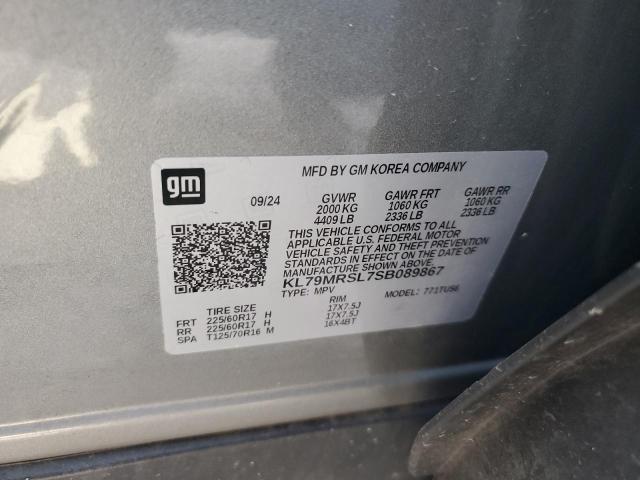 gm
MFD BY GM KOREA COMPANY
09/24 GVWR GAWR FRT GAWR RR
2000 KG 1060 KG 1060 KG
4409 LB 2336 LB 2336 LB
THIS VEHICLE CONFORMS TO ALL
APPLICABLE U.S. FEDERAL MOTOR
VEHICLE SAFETY AND THEFT PREVENTION
STANDARDS IN EFFECT ON THE DATE OF
MANUFACTURE SHOWN ABOVE.
KL79MRSL7SB089867
TYPE: MPV MODEL: 771TU56
TIRE SIZE RIM
FRT 225/60R17 H 17X7.5J
RR 225/60R17 H 17X7.5J
SPA T125/70R16 M 16X4BT